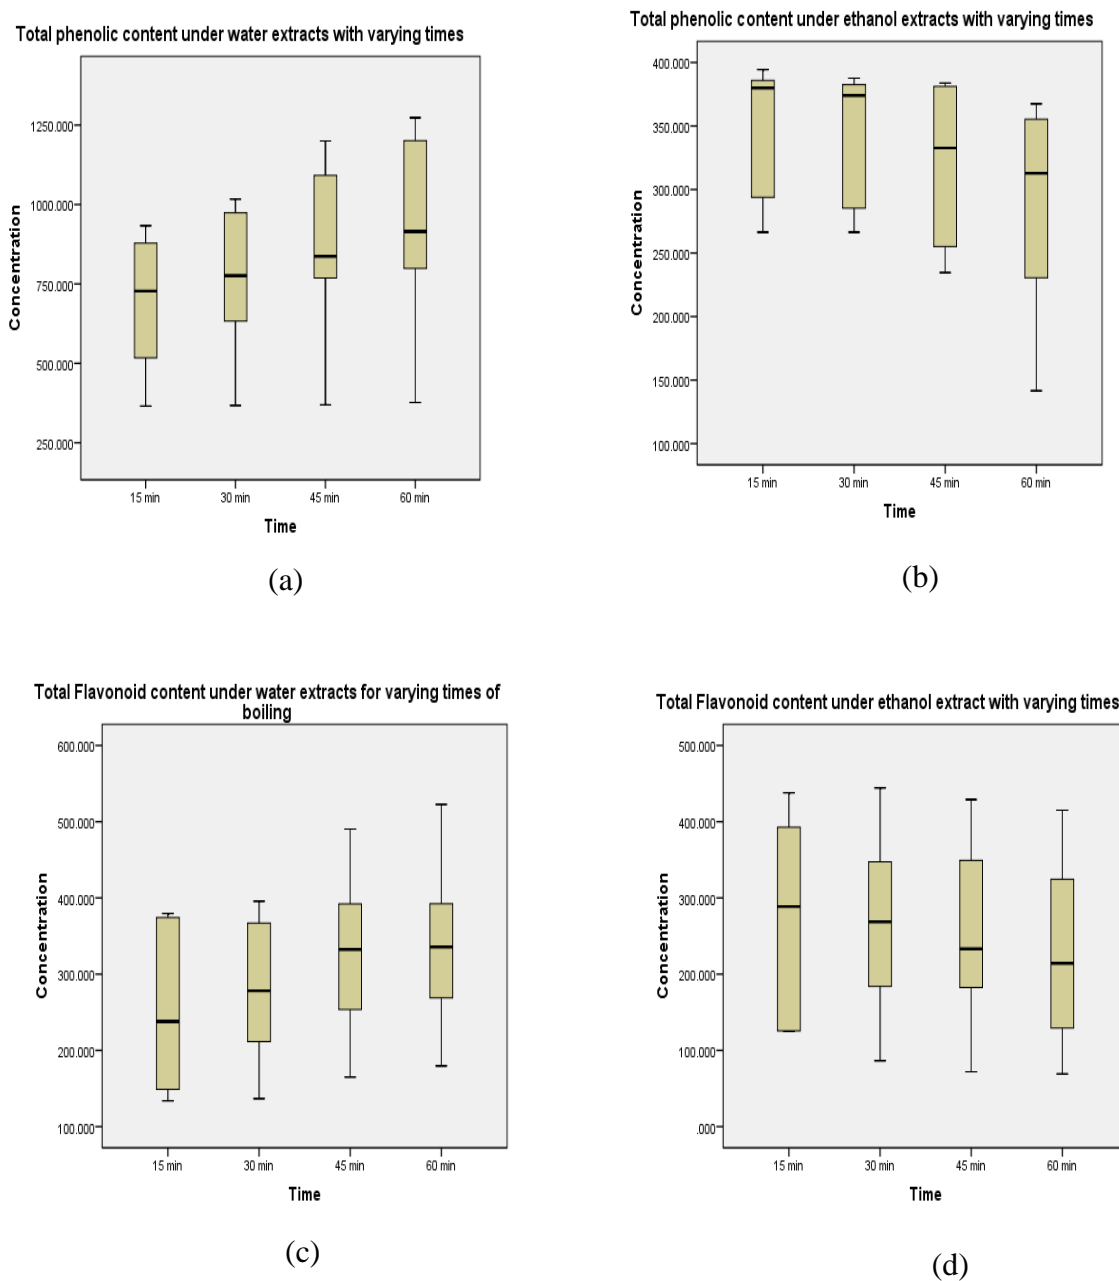 Total phenolic content under water extracts with varying times
Concentration
1250.000
1000.000
750.000
500.000
250.000
15 min 30 min 45 min 60 min
Time
(a)
Total phenolic content under ethanol extracts with varying times
Concentration
400.000
350.000
300.000
250.000
200.000
150.000
100.000
15 min 30 min 45 min 60 min
Time
(b)
Total Flavonoid content under water extracts for varying times of
boiling
Concentration
600.000
500.000
400.000
300.000
200.000
100.000
15 min 30 min 45 min 60 min
Time
(c)
Total Flavonoid content under ethanol extract with varying times
Concentration
500.000
400.000
300.000
200.000
100.000
.000
15 min 30 min 45 min 60 min
Time
(d)